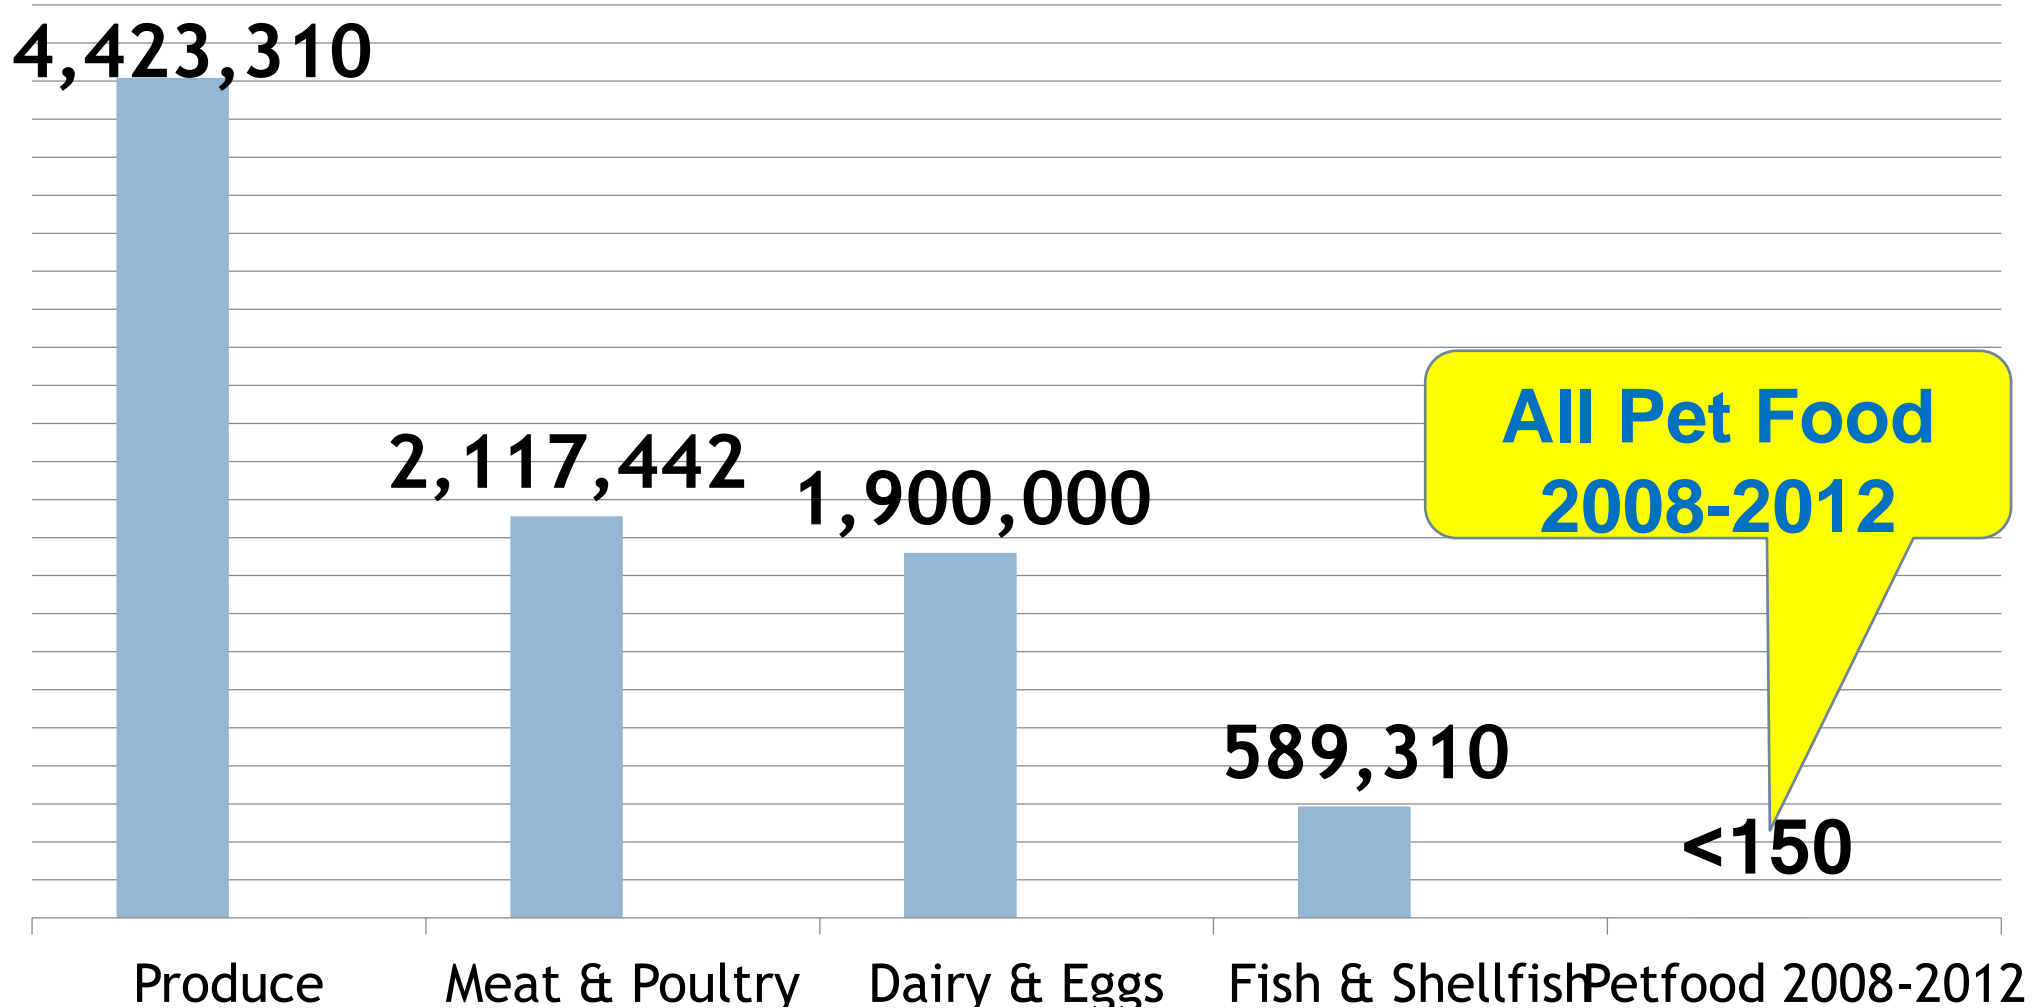 4,423,310
2,117,442
1,900,000
589,310
All Pet Food
2008-2012
<150
Produce
Meat & Poultry
Dairy & Eggs
Fish & Shellfish
Petfood 2008-2012